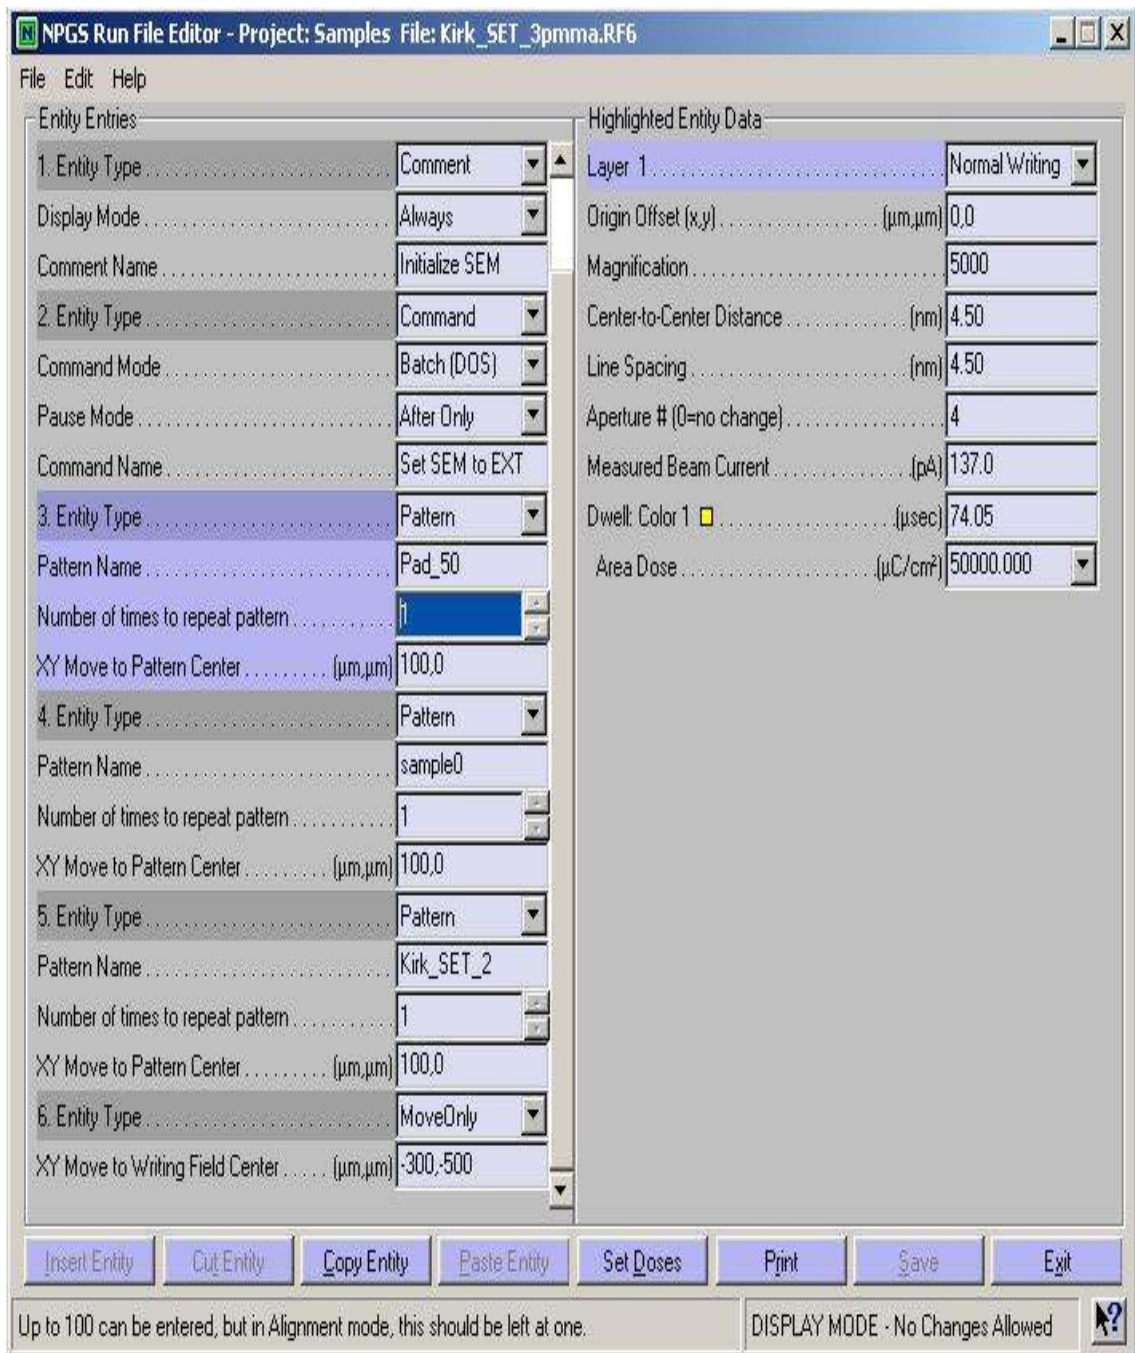 NPGS Run File Editor - Project: Samples File: Kirk_SET_3pmma.RF6
File Edit Help
Entity Entries
1. Entity Type Comment
Display Mode Always
Comment Name Initialize SEM
2. Entity Type Command
Command Mode Batch (DOS)
Pause Mode After Only
Command Name Set SEM to EXT
3. Entity Type Pattern
Pattern Name Pad_50
Number of times to repeat pattern 1
XY Move to Pattern Center (µm,µm) 100,0
4. Entity Type Pattern
Pattern Name sample0
Number of times to repeat pattern 1
XY Move to Pattern Center (µm,µm) 100,0
5. Entity Type Pattern
Pattern Name Kirk_SET_2
Number of times to repeat pattern 1
XY Move to Pattern Center (µm,µm) 100,0
6. Entity Type MoveOnly
XY Move to Writing Field Center (µm,µm) -300,-500
Highlighted Entity Data
Layer 1 Normal Writing
Origin Offset (x,y) (µm,µm) 0,0
Magnification 5000
Center-to-Center Distance (nm) 4.50
Line Spacing (nm) 4.50
Aperture # (0=no change) 4
Measured Beam Current (pA) 137.0
Dwell: Color 1 (µsec) 74.05
Area Dose (µC/cm²) 50000.000
Insert Entity Cut Entity Copy Entity Paste Entity Set Doses Print Save Exit
Up to 100 can be entered, but in Alignment mode, this should be left at one. DISPLAY MODE - No Changes Allowed